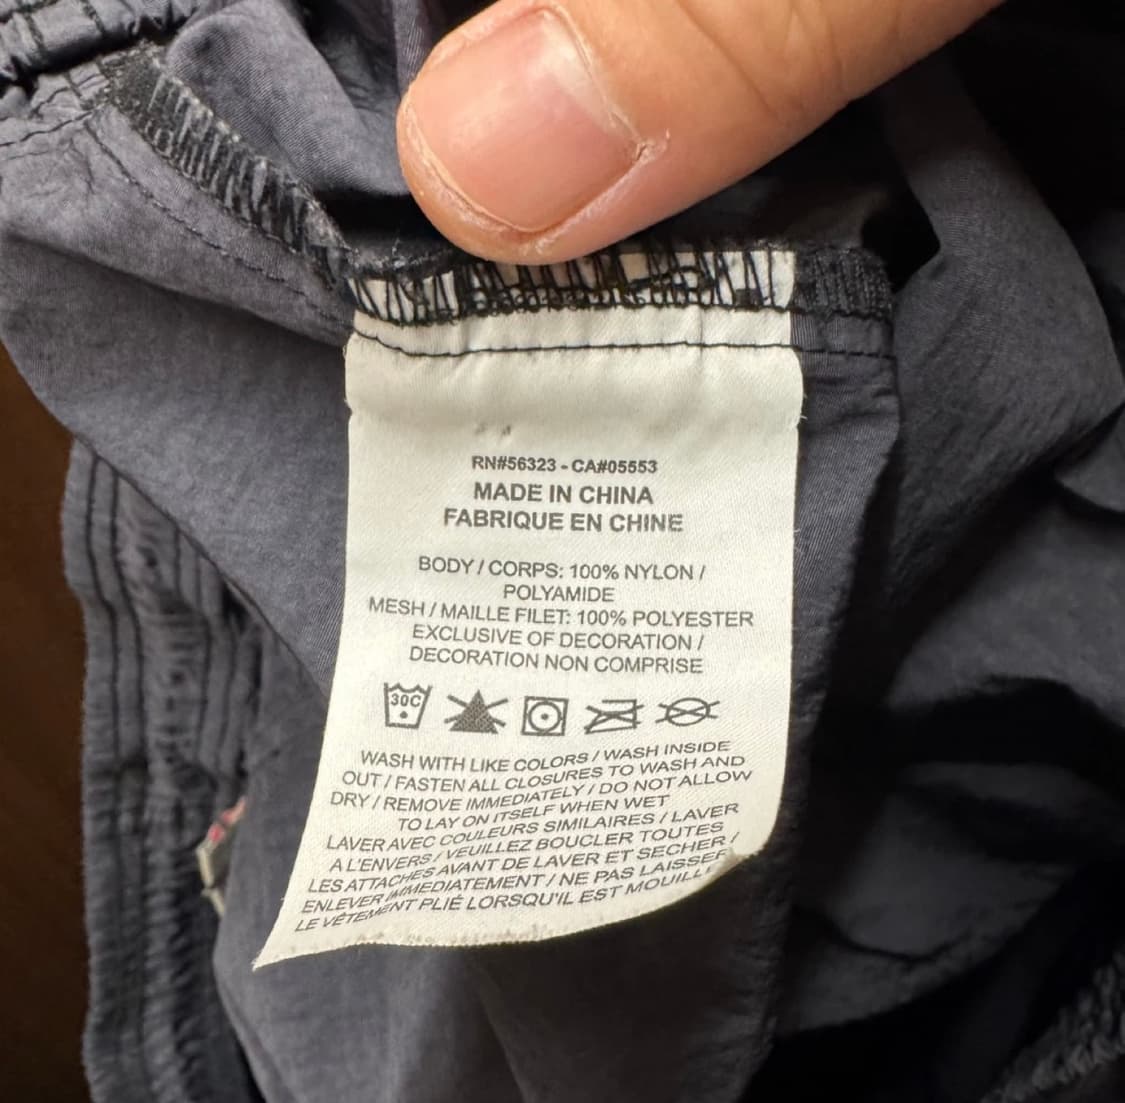 RN#56323 - CA#05553
MADE IN CHINA
FABRIQUE EN CHINE
BODY / CORPS: 100% NYLON /
POLYAMIDE
MESH / MAILLE FILET: 100% POLYESTER
EXCLUSIVE OF DECORATION /
DECORATION NON COMPRISE
30C
WASH WITH LIKE COLORS / WASH INSIDE
OUT / FASTEN ALL CLOSURES TO WASH AND
DRY / REMOVE IMMEDIATELY / DO NOT ALLOW
TO LAY ON ITSELF WHEN WET
LAVER AVEC COULEURS SIMILAIRES / LAVER
A L'ENVERS / VEUILLEZ BOUCLER TOUTES
LES ATTACHES AVANT DE LAVER ET SECHER /
ENLEVER IMMEDIATEMENT / NE PAS LAISSER
LE VÊTEMENT PLIÉ LORSQU'IL EST